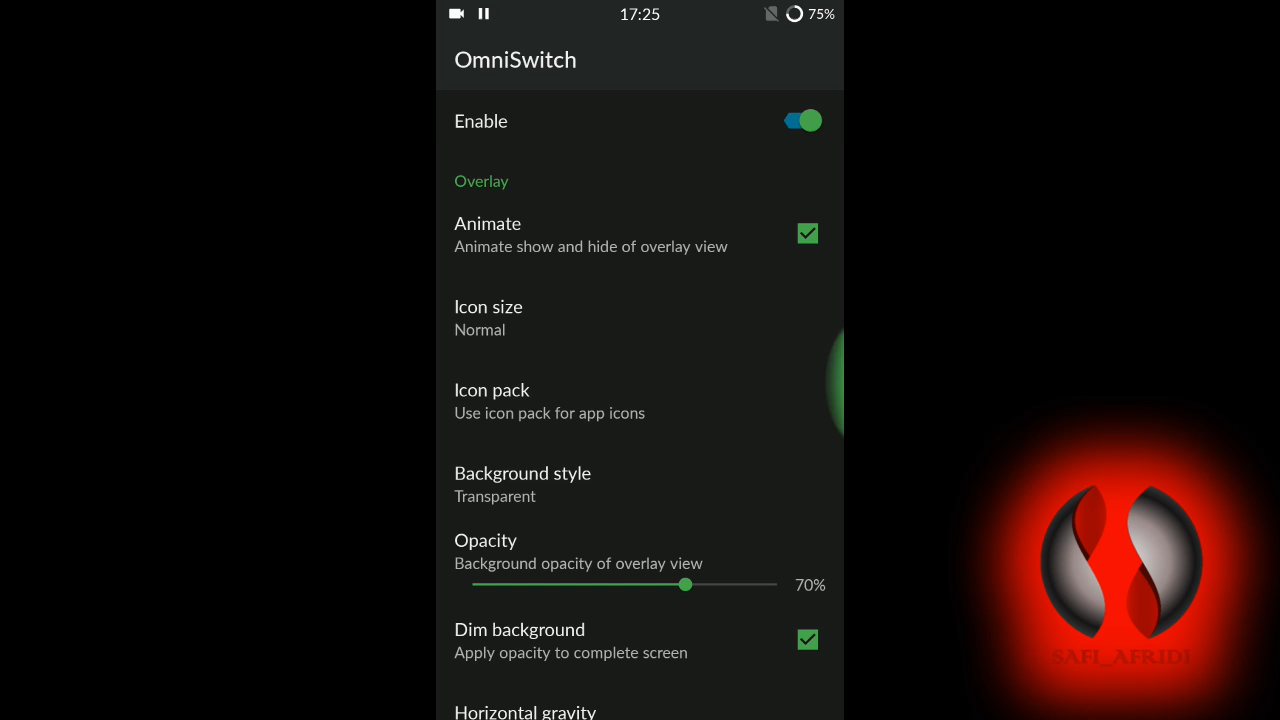 17:25
75%
OmniSwitch
Enable
Overlay
Animate
Animate show and hide of overlay view
Icon size
Normal
Icon pack
Use icon pack for app icons
Background style
Transparent
Opacity
Background opacity of overlay view
70%
Dim background
Apply opacity to complete screen
Horizontal gravity
SAFI_AFRIDI